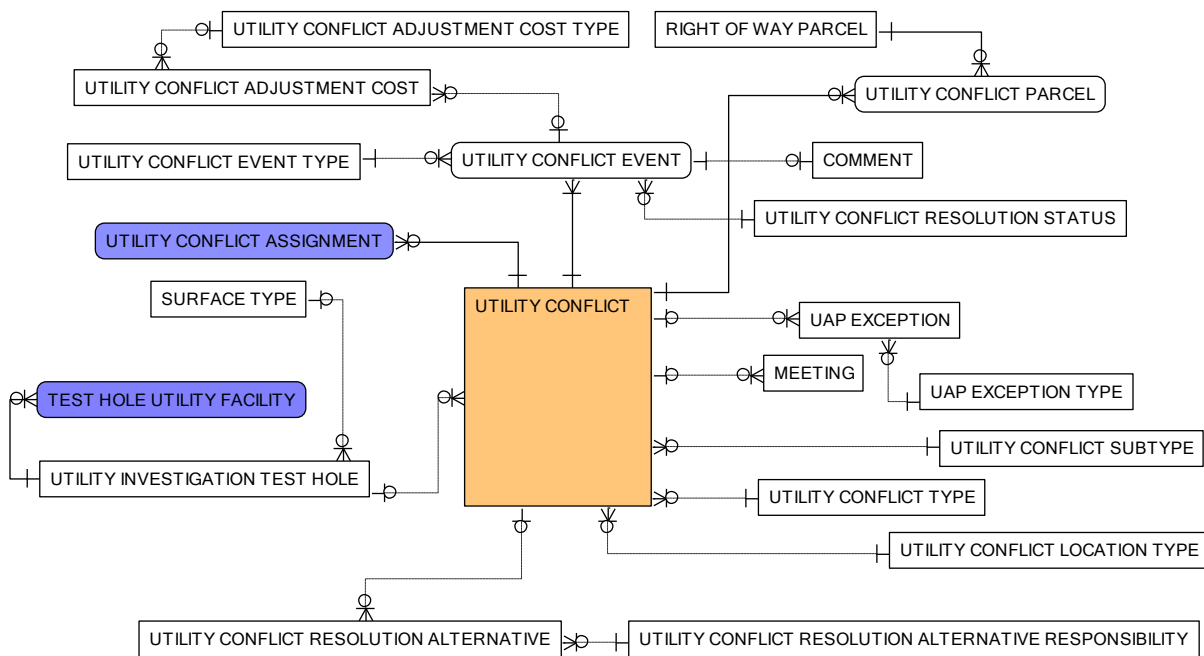 UTILITY CONFLICT ADJUSTMENT COST TYPE
RIGHT OF WAY PARCEL
UTILITY CONFLICT ADJUSTMENT COST
UTILITY CONFLICT PARCEL
UTILITY CONFLICT EVENT TYPE
UTILITY CONFLICT EVENT
COMMENT
UTILITY CONFLICT RESOLUTION STATUS
UTILITY CONFLICT ASSIGNMENT
SURFACE TYPE
UTILITY CONFLICT
UAP EXCEPTION
MEETING
UAP EXCEPTION TYPE
TEST HOLE UTILITY FACILITY
UTILITY CONFLICT SUBTYPE
UTILITY INVESTIGATION TEST HOLE
UTILITY CONFLICT TYPE
UTILITY CONFLICT LOCATION TYPE
UTILITY CONFLICT RESOLUTION ALTERNATIVE
UTILITY CONFLICT RESOLUTION ALTERNATIVE RESPONSIBILITY